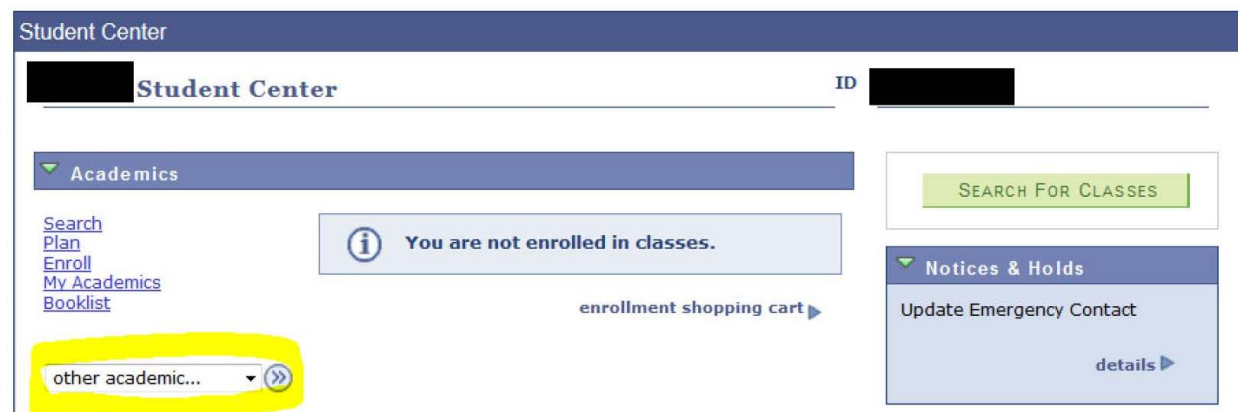 Student Center
Student Center
ID
Academics
Search
Plan
Enroll
My Academics
Booklist
You are not enrolled in classes.
enrollment shopping cart
other academic...
SEARCH FOR CLASSES
Notices & Holds
Update Emergency Contact
details